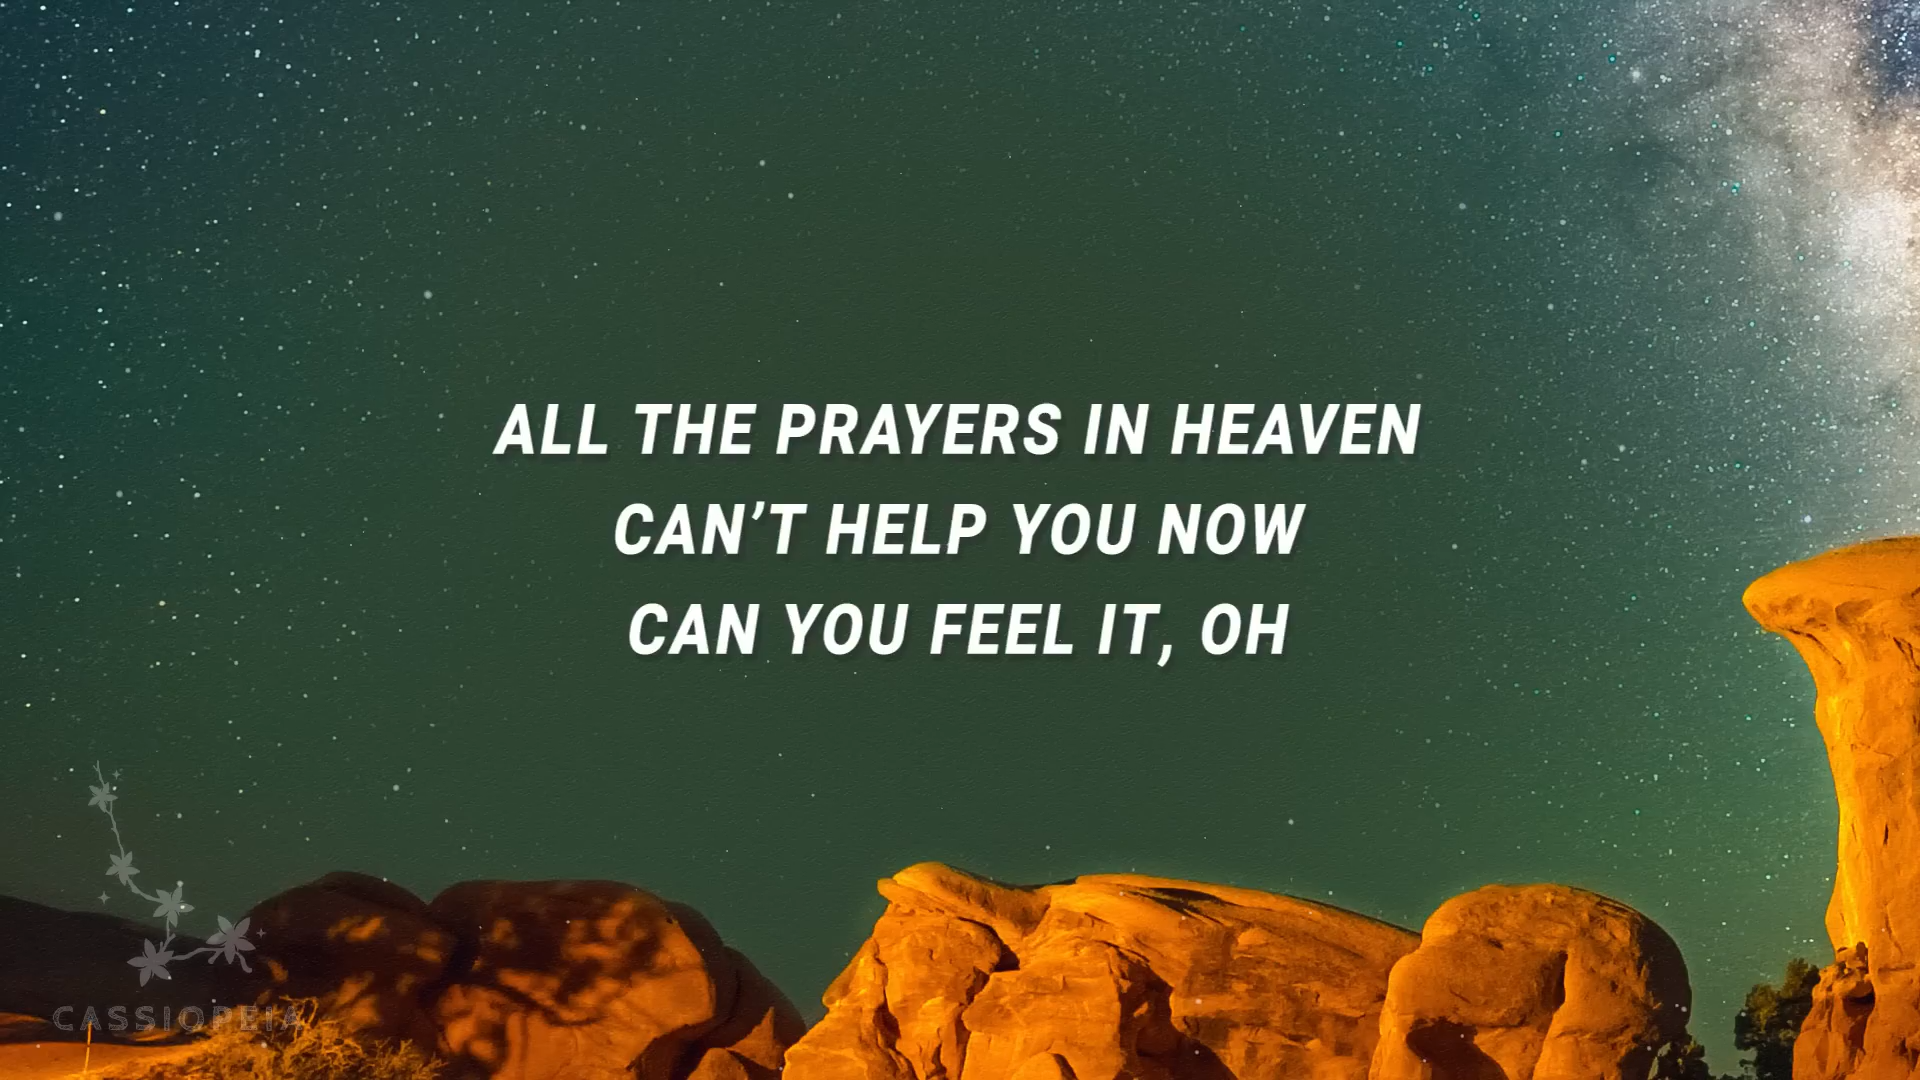 ALL THE PRAYERS IN HEAVEN
CAN’T HELP YOU NOW
CAN YOU FEEL IT, OH
CASSIOPEIA